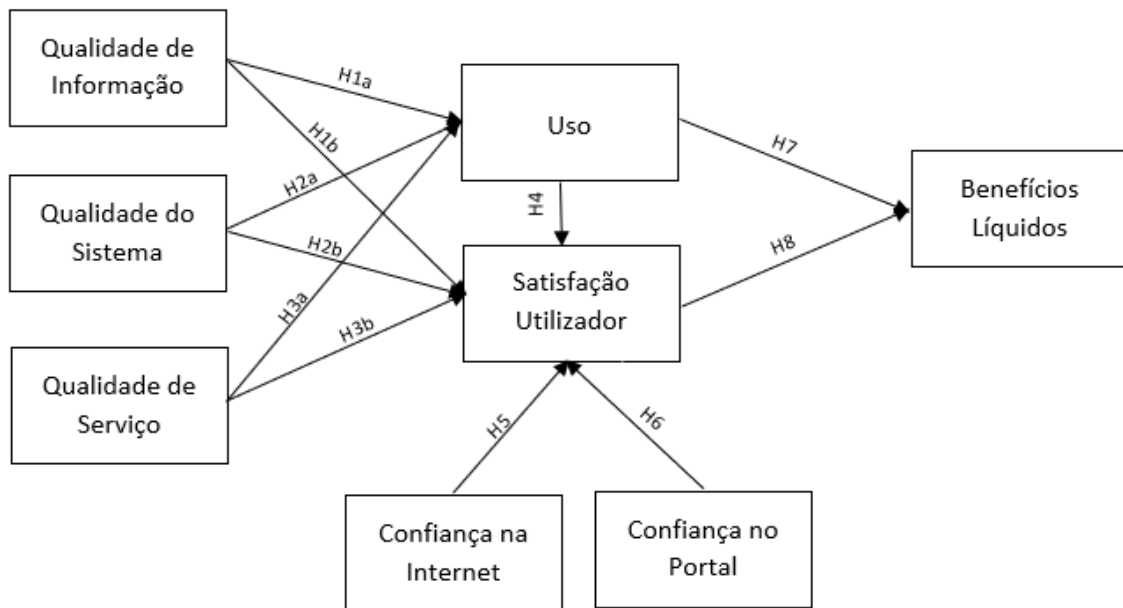 Qualidade de
Informação
H1a
Uso
H1b
H7
H2a
Qualidade do
Sistema
Benefícios
Líquidos
H4
H2b
H8
Satisfação
Utilizador
H3a
H3b
Qualidade de
Serviço
H5
H6
Confiança na
Internet
Confiança no
Portal